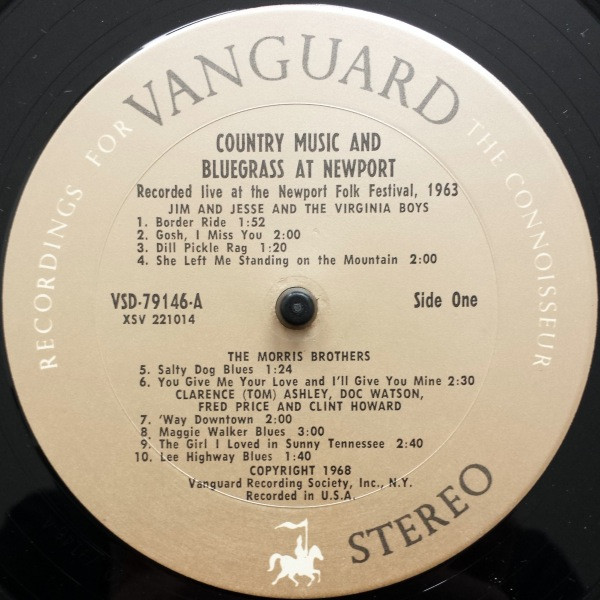 VANGUARD
RECORDINGS FOR THE CONNOISSEUR
COUNTRY MUSIC AND
BLUEGRASS AT NEWPORT
Recorded live at the Newport Folk Festival, 1963
JIM AND JESSE AND THE VIRGINIA BOYS
1. Border Ride 1:52
2. Gosh, I Miss You 2:00
3. Dill Pickle Rag 1:20
4. She Left Me Standing on the Mountain 2:00
VSD-79146-A Side One
XSV 221014
THE MORRIS BROTHERS
5. Salty Dog Blues 1:24
6. You Give Me Your Love and I'll Give You Mine 2:30
CLARENCE (TOM) ASHLEY, DOC WATSON,
FRED PRICE AND CLINT HOWARD
7. 'Way Downtown 2:00
8. Maggie Walker Blues 3:00
9. The Girl I Loved in Sunny Tennessee 2:40
10. Lee Highway Blues 1:40
COPYRIGHT 1968
Vanguard Recording Society, Inc., N.Y.
Recorded in U.S.A.
STEREO